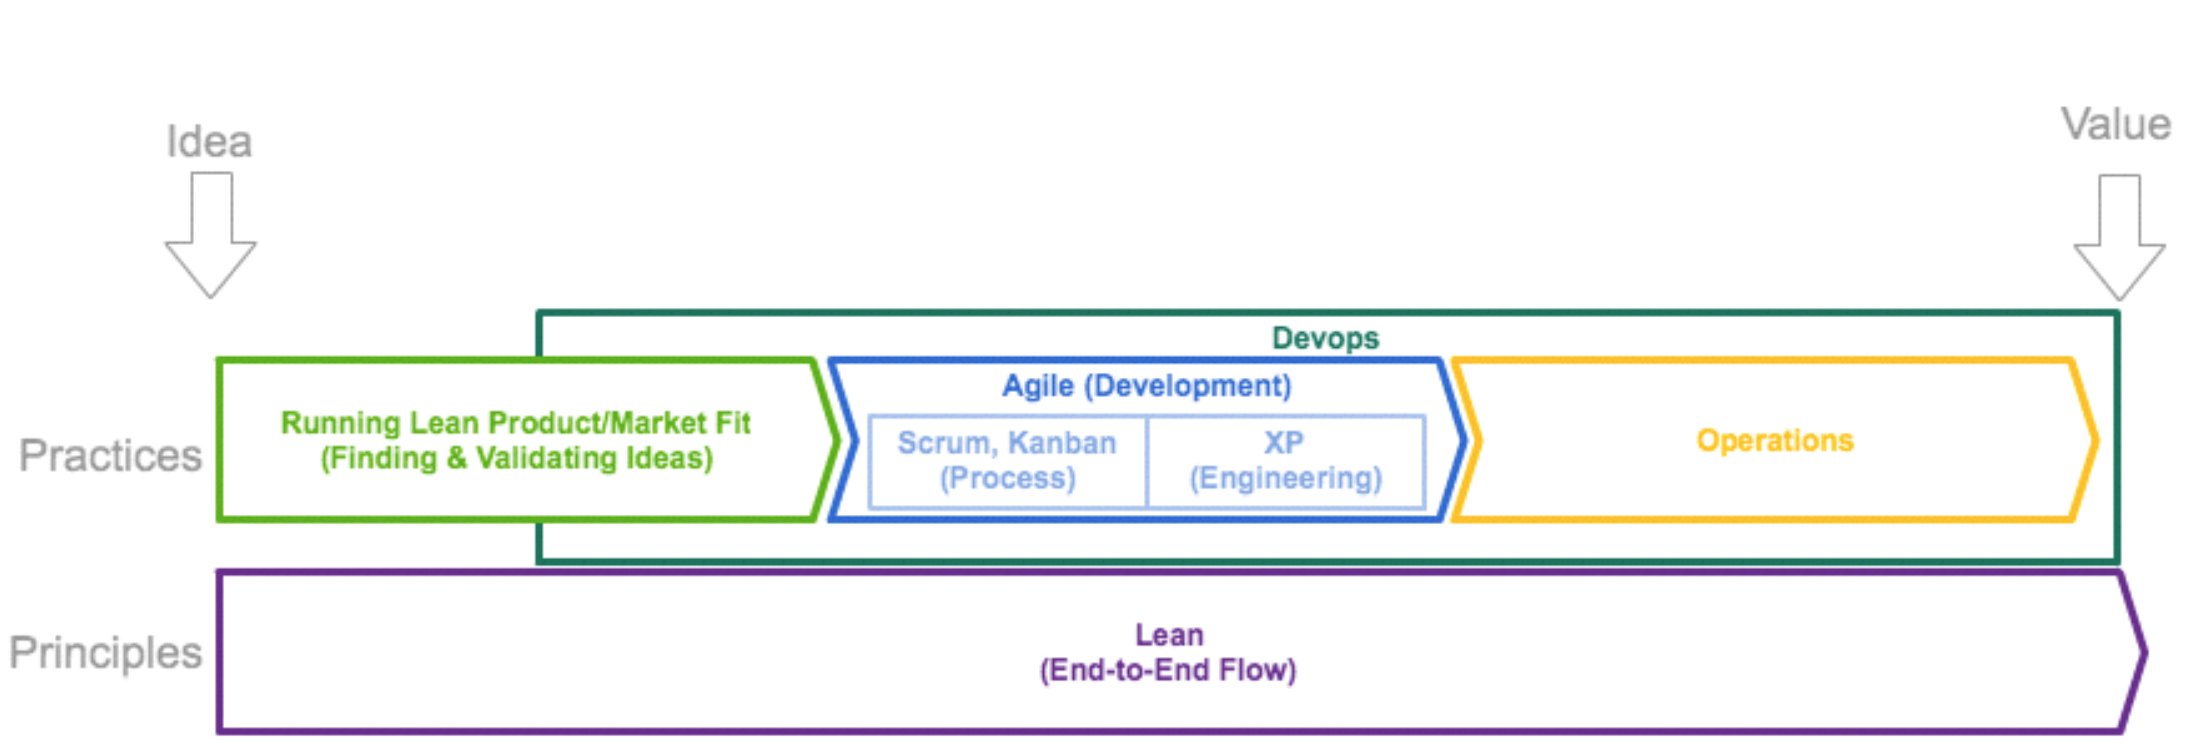 Idea
Value
Devops
Practices
Running Lean Product/Market Fit
(Finding & Validating Ideas)
Agile (Development)
Scrum, Kanban
(Process)
XP
(Engineering)
Operations
Principles
Lean
(End-to-End Flow)